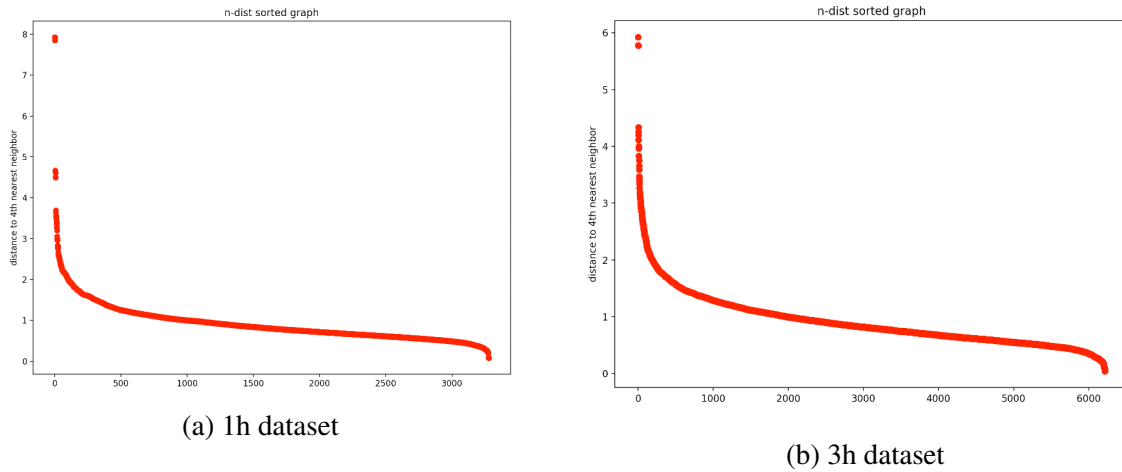 n-dist sorted graph
distance to 4th nearest neighbor
8
7
6
5
4
3
2
1
0
0 500 1000 1500 2000 2500 3000
(a) 1h dataset
n-dist sorted graph
distance to 4th nearest neighbor
6
5
4
3
2
1
0
0 1000 2000 3000 4000 5000 6000
(b) 3h dataset